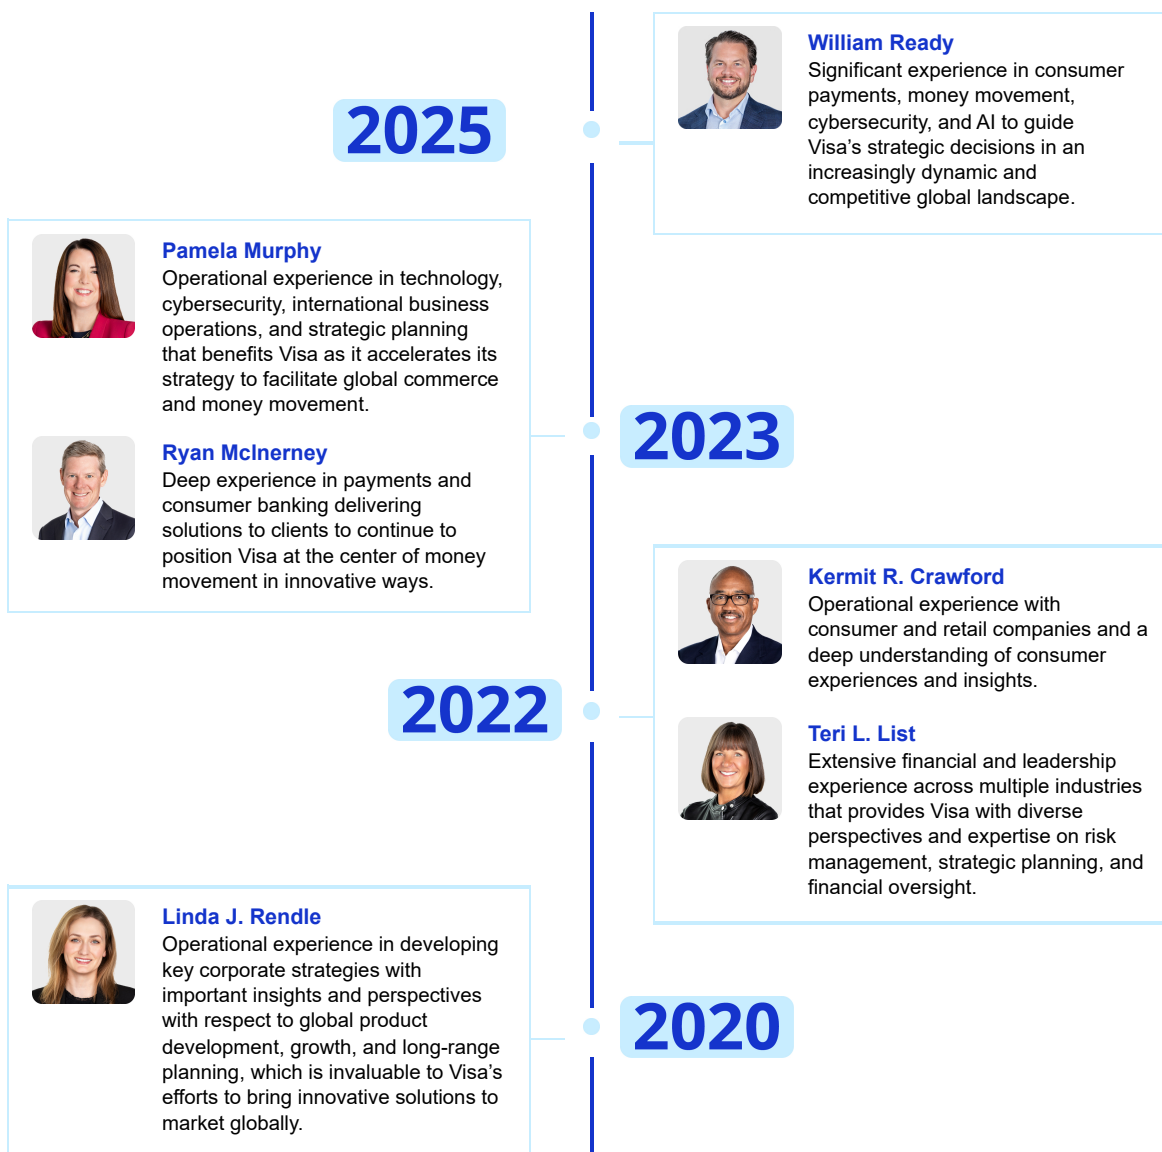 2025
William Ready
Significant experience in consumer
payments, money movement,
cybersecurity, and AI to guide
Visa’s strategic decisions in an
increasingly dynamic and
competitive global landscape.
Pamela Murphy
Operational experience in technology,
cybersecurity, international business
operations, and strategic planning
that benefits Visa as it accelerates its
strategy to facilitate global commerce
and money movement.
Ryan McInerney
Deep experience in payments and
consumer banking delivering
solutions to clients to continue to
position Visa at the center of money
movement in innovative ways.
2023
2022
Kermit R. Crawford
Operational experience with
consumer and retail companies and a
deep understanding of consumer
experiences and insights.
Teri L. List
Extensive financial and leadership
experience across multiple industries
that provides Visa with diverse
perspectives and expertise on risk
management, strategic planning, and
financial oversight.
Linda J. Rendle
Operational experience in developing
key corporate strategies with
important insights and perspectives
with respect to global product
development, growth, and long-range
planning, which is invaluable to Visa’s
efforts to bring innovative solutions to
market globally.
2020